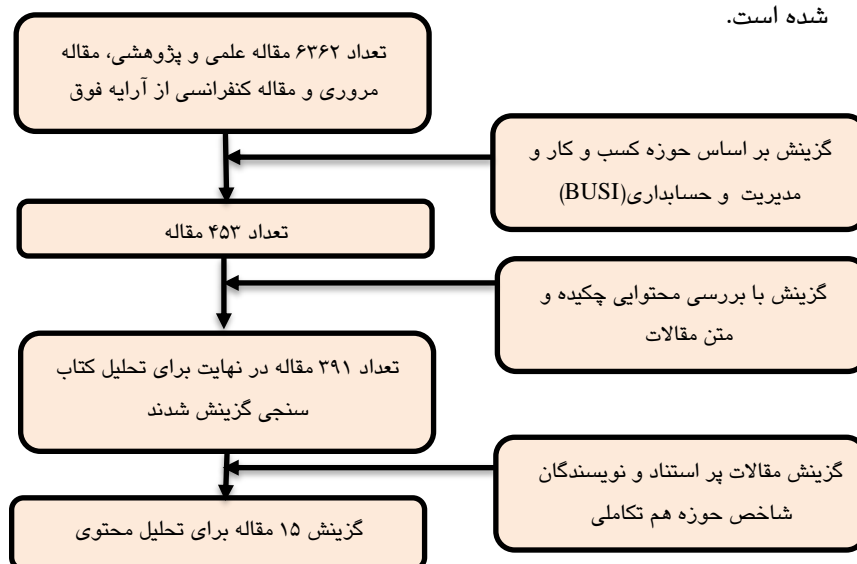 شده است.
تعداد ۶۳۶۲ مقاله علمی و پژوهشی، مقاله
مروری و مقاله کنفرانسی از آرایه فوق
گزینش بر اساس حوزه کسب و کار و
مدیریت و حسابداری(BUSI)
تعداد ۴۵۳ مقاله
گزینش با بررسی محتوایی چکیده و
متن مقالات
تعداد ۳۹۱ مقاله در نهایت برای تحلیل کتاب
سنجی گزینش شدند
گزینش مقالات پر استناد و نویسندگان
شاخص حوزه هم تکاملی
گزینش ۱۵ مقاله برای تحلیل محتوی